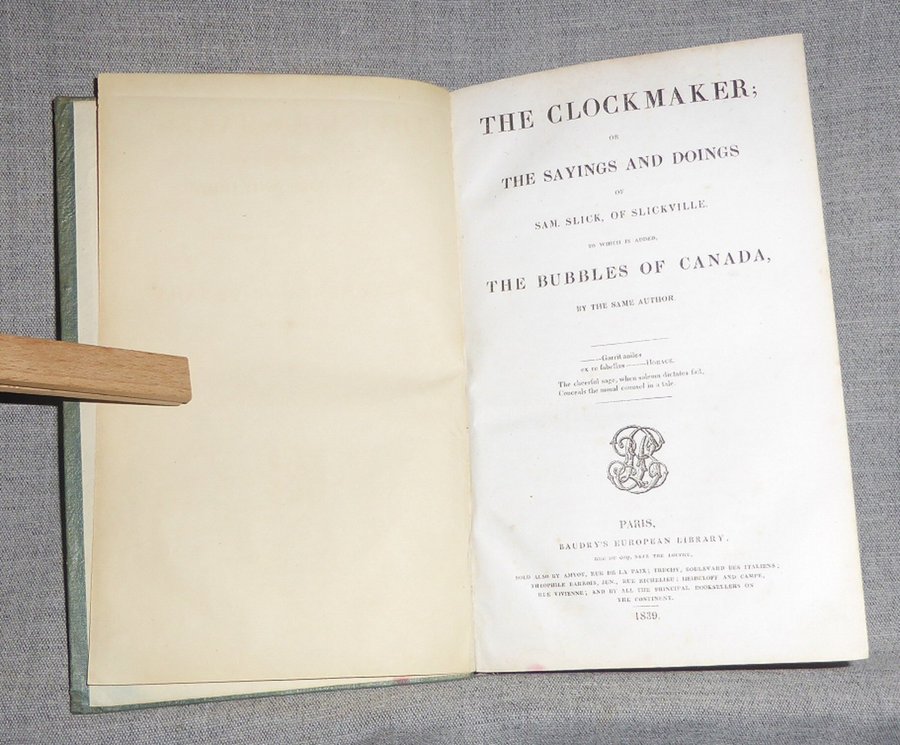 THE CLOCKMAKER;
OR
THE SAYINGS AND DOINGS
OF
SAM. SLICK, OF SLICKVILLE.
TO WHICH IS ADDED,
THE BUBBLES OF CANADA,
BY THE SAME AUTHOR.
——Garrit aniles
ex re fabellas——HORACE.
The cheerful sage, when solemn dictates fail,
Conceals the moral counsel in a tale.
PARIS,
BAUDRY'S EUROPEAN LIBRARY,
RUE DU COQ, NEAR THE LOUVRE.
SOLD ALSO BY AMYOT, RUE DE LA PAIX; TRUCHY, BOULEVARD DES ITALIENS;
THEOPHILE BARROIS, JUN., RUE RICHELIEU; HEIDELOFF AND CAMPE,
RUE VIVIENNE; AND BY ALL THE PRINCIPAL BOOKSELLERS ON
THE CONTINENT.
1839.